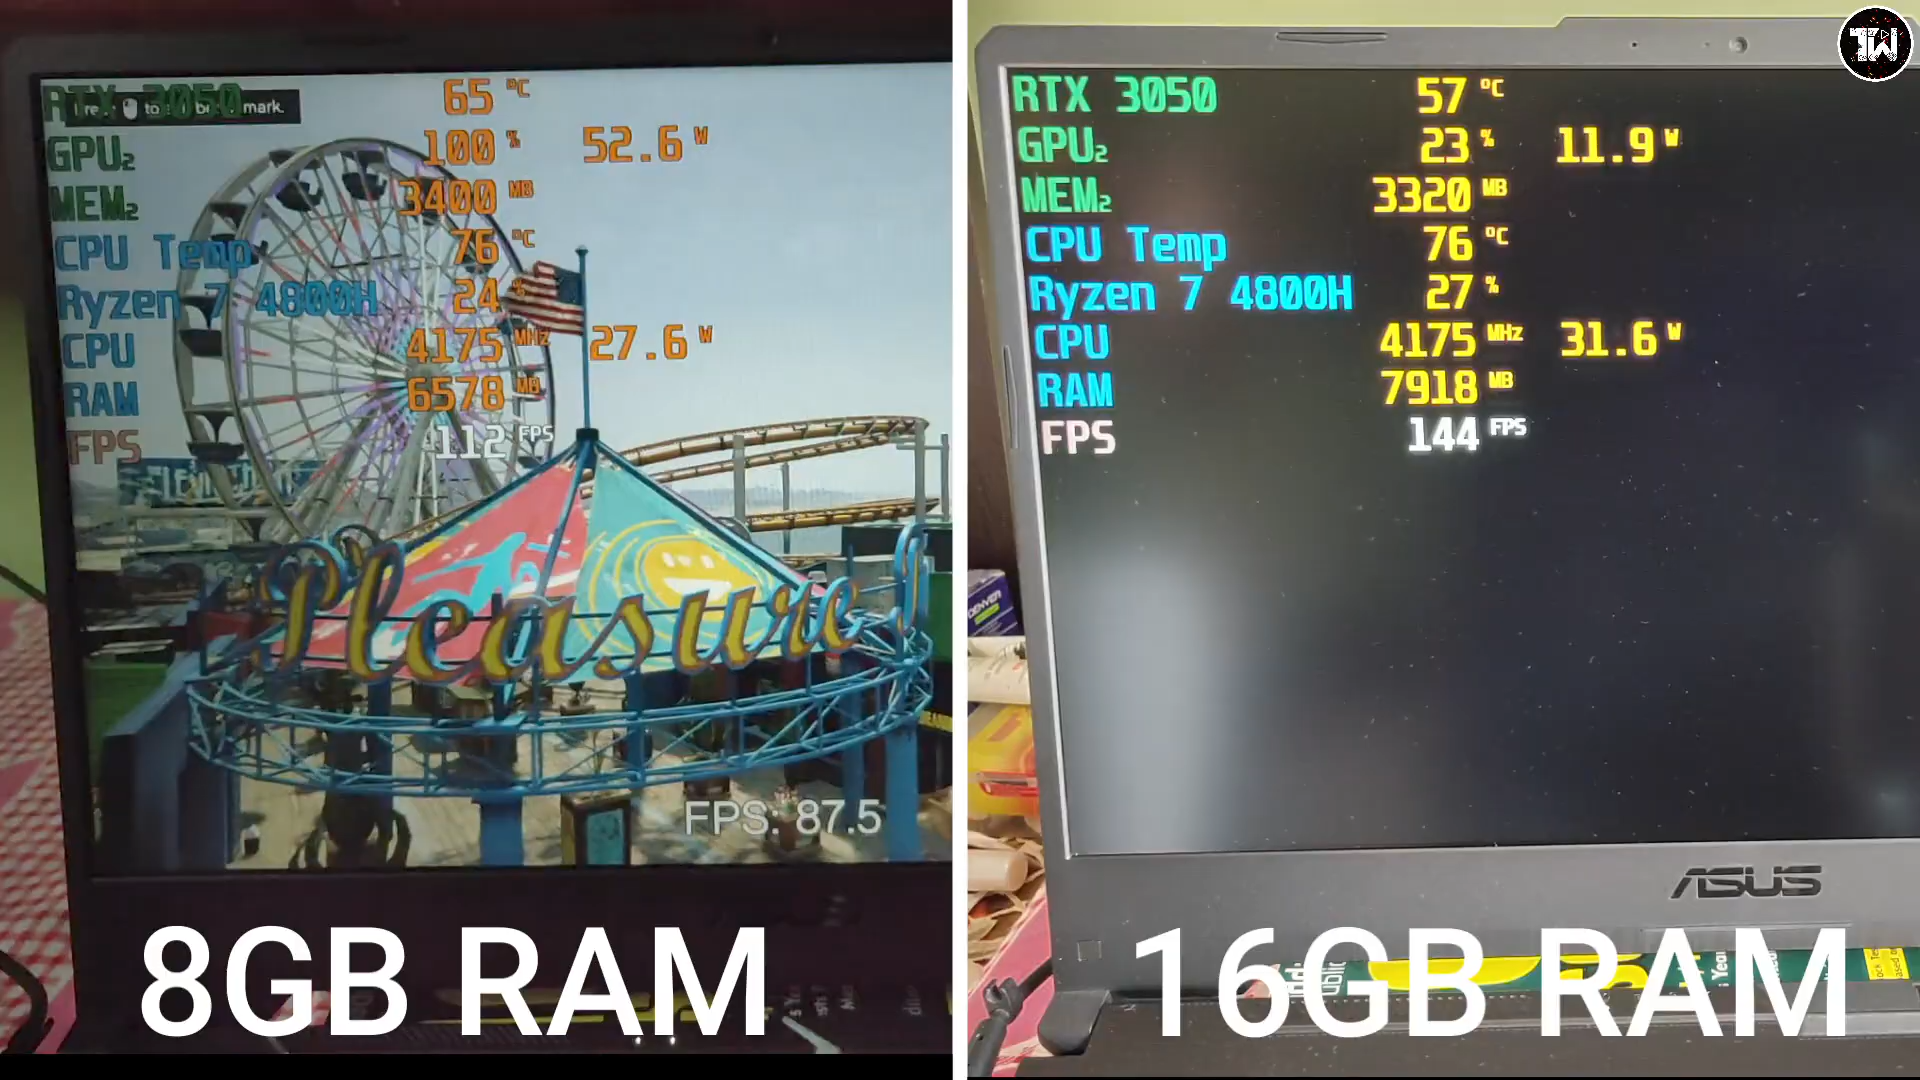 RTX 3050 65 °C
GPU₂ 100 % 52.6 W
MEM₂ 3400 MB
CPU Temp 76 °C
Ryzen 7 4800H 24 %
CPU 4175 MHz 27.6 W
RAM 6578 MB
FPS 112 FPS
Pleasure
FPS: 87.5
8GB RAM
TW
RTX 3050 57 °C
GPU₂ 23 % 11.9 W
MEM₂ 3320 MB
CPU Temp 76 °C
Ryzen 7 4800H 27 %
CPU 4175 MHz 31.6 W
RAM 7918 MB
FPS 144 FPS
DENVER
ASUS
16GB RAM